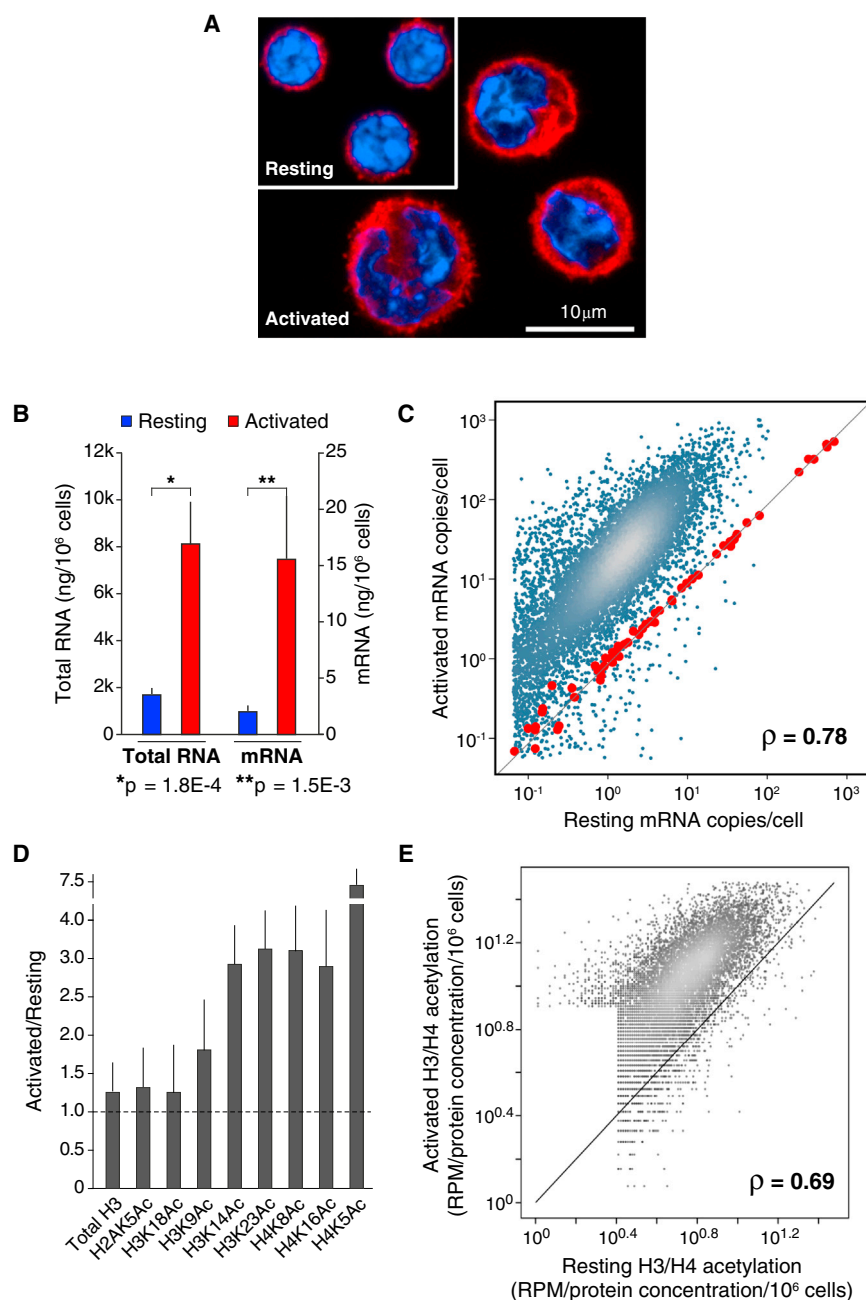 A
Resting
Activated
10μm
B
Resting Activated
12k
10k
8k
6k
4k
2k
0
Total RNA (ng/10⁶ cells)
25
20
15
10
5
0
mRNA (ng/10⁶ cells)
* **
Total RNA mRNA
*p = 1.8E-4 **p = 1.5E-3
C
Acttivated mRNA copies/cell
10³
10²
10¹
10⁰
10⁻¹
ρ = 0.78
10⁻¹ 10⁰ 10¹ 10² 10³
Resting mRNA copies/cell
D
Activated/Resting
7.5
4.0
3.0
2.5
1.5
1.0
0.5
0
Total H3
H2AK5Ac
H3K18Ac
H3K9Ac
H3K14Ac
H3K23Ac
H4K8Ac
H4K16Ac
H4K5Ac
E
Activated H3/H4 acetylation
(RPM/protein concentration/10⁶ cells)
10¹·²
10⁰·⁸
10⁰·⁴
10⁰
ρ = 0.69
10⁰ 10⁰·⁴ 10⁰·⁸ 10¹·²
Resting H3/H4 acetylation
(RPM/protein concentration/10⁶ cells)